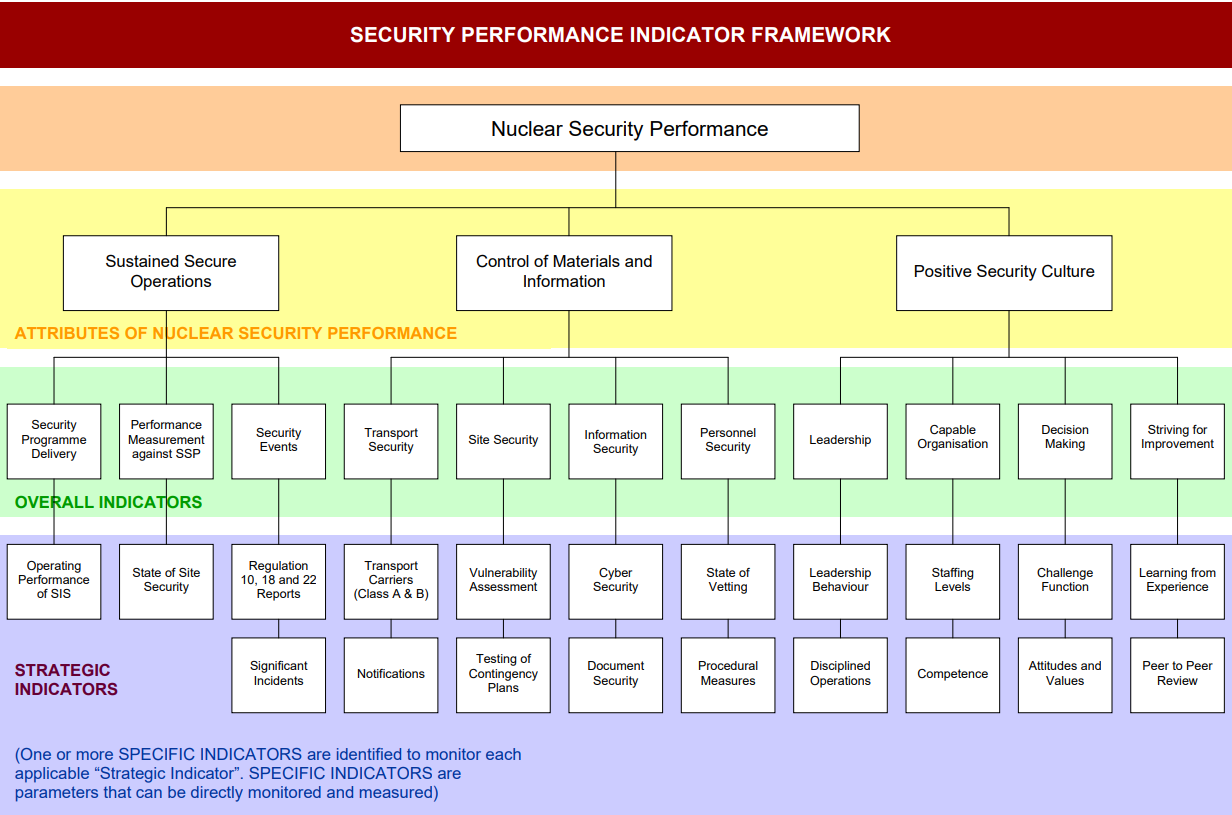 SECURITY PERFORMANCE INDICATOR FRAMEWORK
Nuclear Security Performance
Sustained Secure
Operations
Control of Materials and
Information
Positive Security Culture
ATTRIBUTES OF NUCLEAR SECURITY PERFORMANCE
Security
Programme
Delivery
Performance
Measurement
against SSP
Security
Events
Transport
Security
Site Security
Information
Security
Personnel
Security
Leadership
Capable
Organisation
Decision
Making
Striving for
Improvement
OVERALL INDICATORS
Operating
Performance
of SIS
State of Site
Security
Regulation
10, 18 and 22
Reports
Transport
Carriers
(Class A & B)
Vulnerability
Assessment
Cyber
Security
State of
Vetting
Leadership
Behaviour
Staffing
Levels
Challenge
Function
Learning from
Experience
STRATEGIC
INDICATORS
Significant
Incidents
Notifications
Testing of
Contingency
Plans
Document
Security
Procedural
Measures
Disciplined
Operations
Competence
Attitudes and
Values
Peer to Peer
Review
(One or more SPECIFIC INDICATORS are identified to monitor each
applicable “Strategic Indicator”. SPECIFIC INDICATORS are
parameters that can be directly monitored and measured)